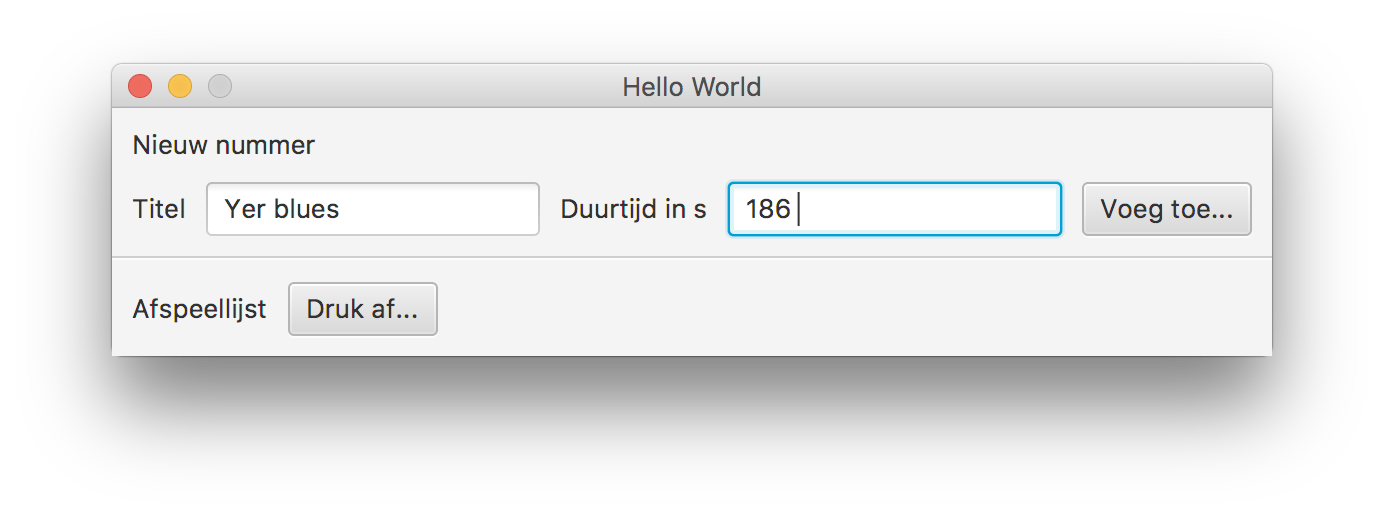 Hello World
Nieuw nummer
Titel Yer blues Duurtijd in s 186 Voeg toe...
Afspeellijst Druk af...